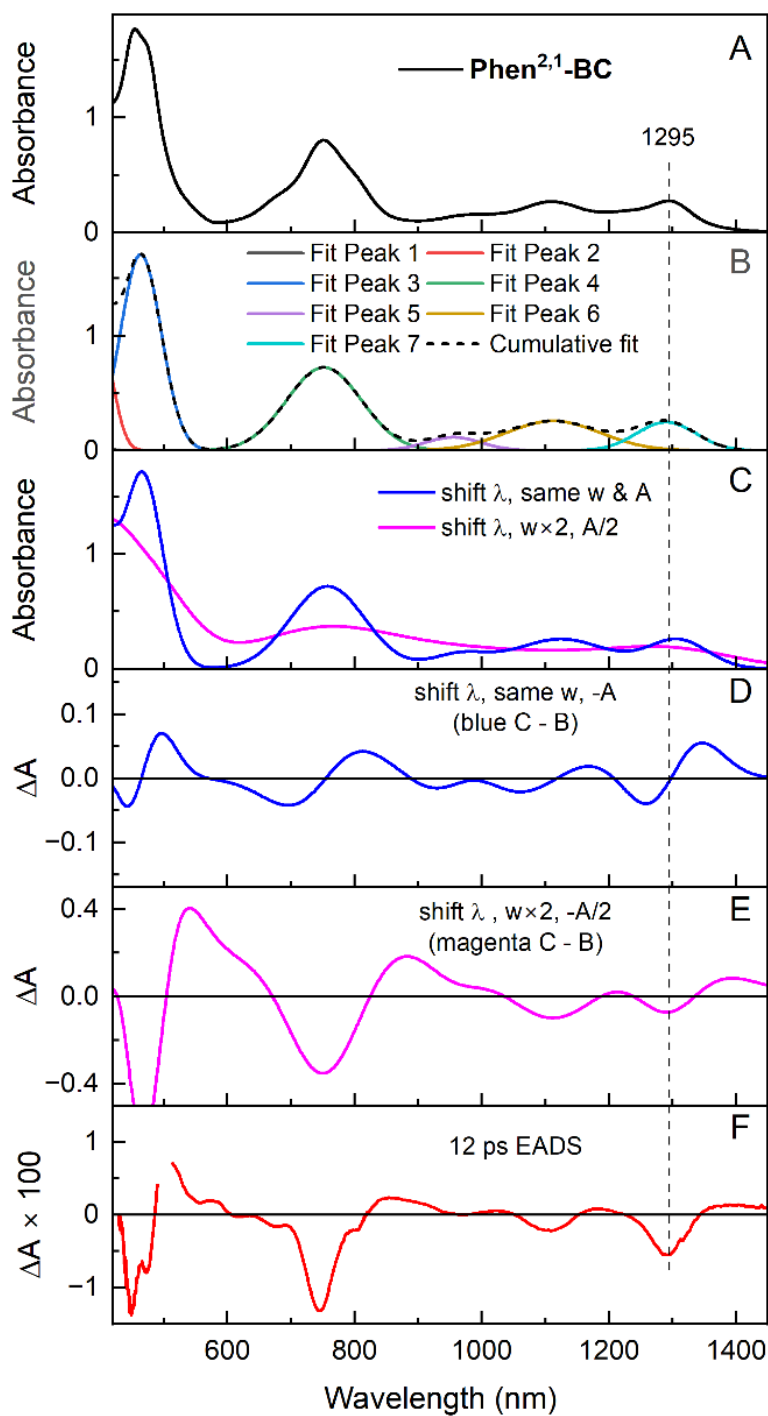 A
Phen²,¹-BC
1295
Absorbance
1
0
B
Fit Peak 1
Fit Peak 2
Fit Peak 3
Fit Peak 4
Fit Peak 5
Fit Peak 6
Fit Peak 7
Cumulative fit
Absorbance
1
0
C
shift λ, same w & A
shift λ, w×2, A/2
Absorbance
1
0
D
shift λ, same w, -A
(blue C - B)
ΔA
0.1
0.0
−0.1
E
shift λ , w×2, -A/2
(magenta C - B)
ΔA
0.4
0.0
−0.4
F
12 ps EADS
ΔA × 100
1
0
−1
600 800 1000 1200 1400
Wavelength (nm)